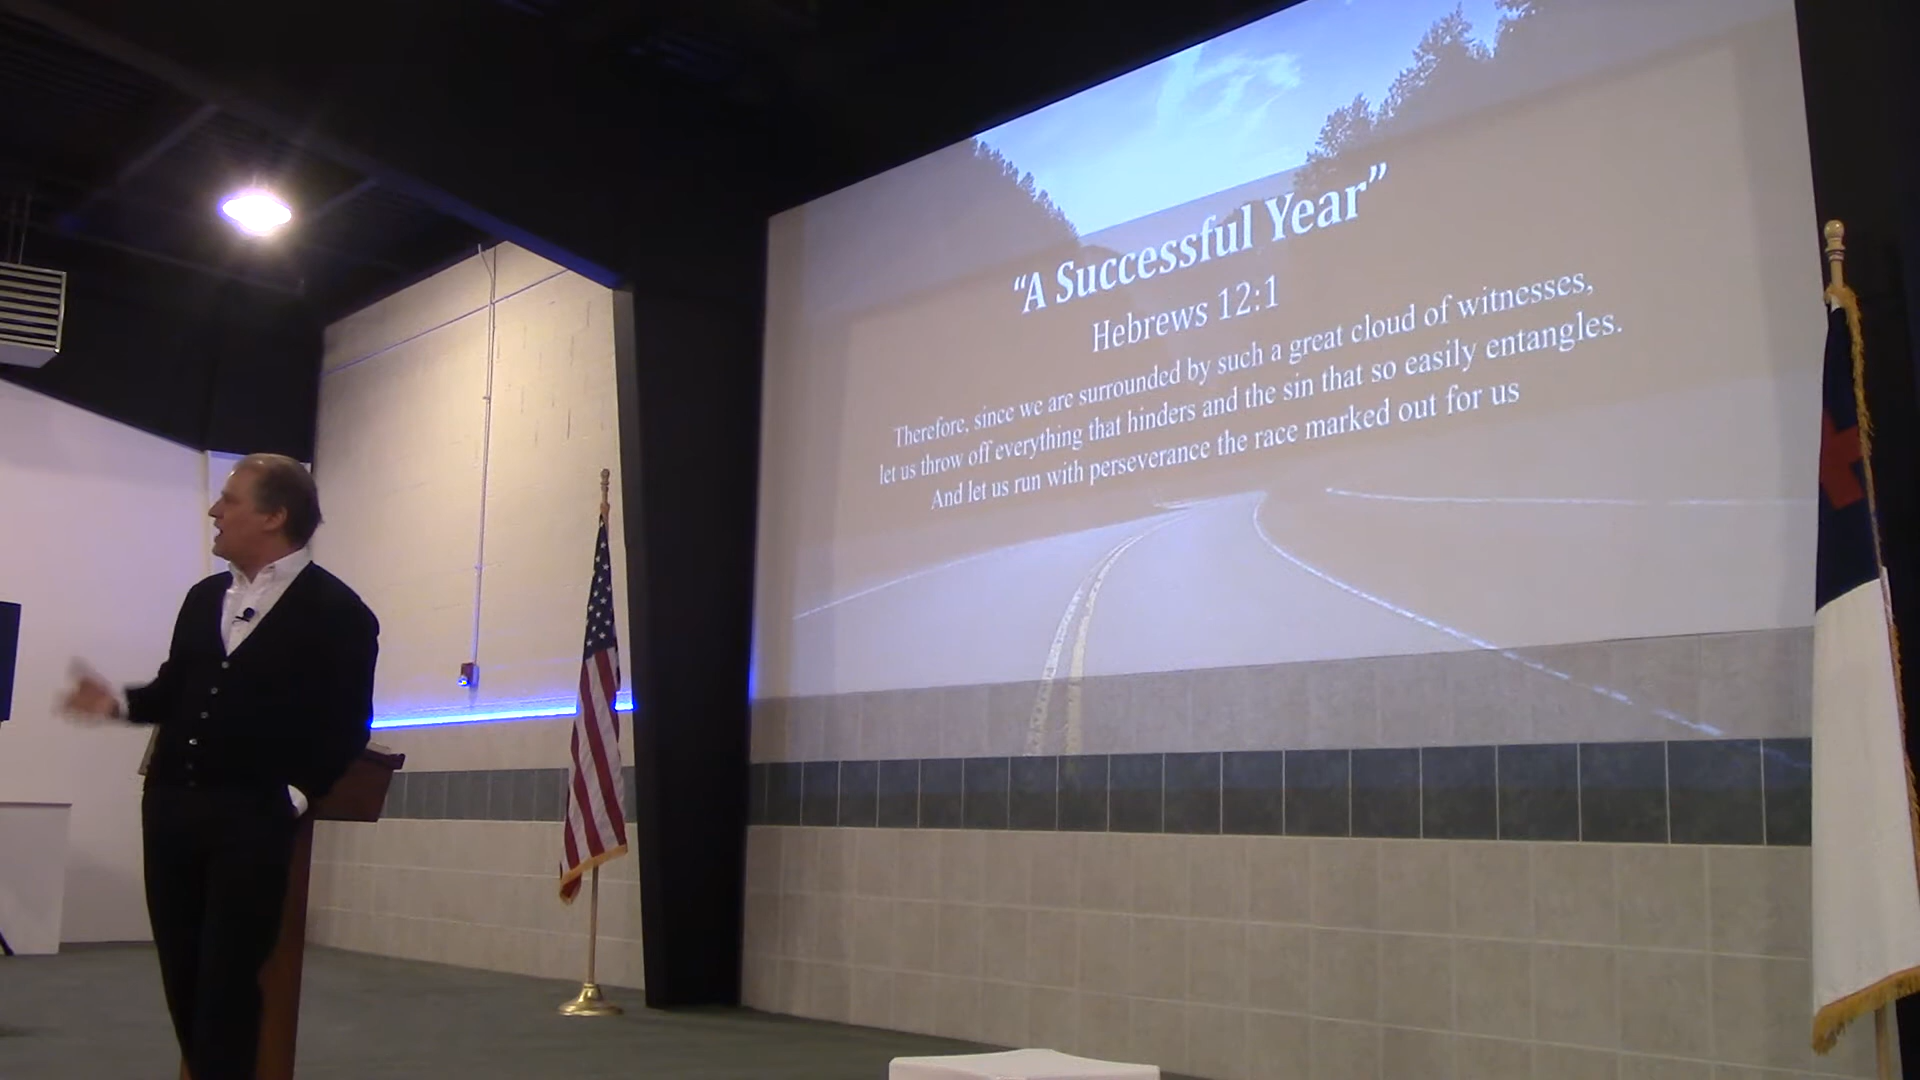 “A Successful Year”
Hebrews 12:1
Therefore, since we are surrounded by such a great cloud of witnesses,
let us throw off everything that hinders and the sin that so easily entangles.
And let us run with perseverance the race marked out for us